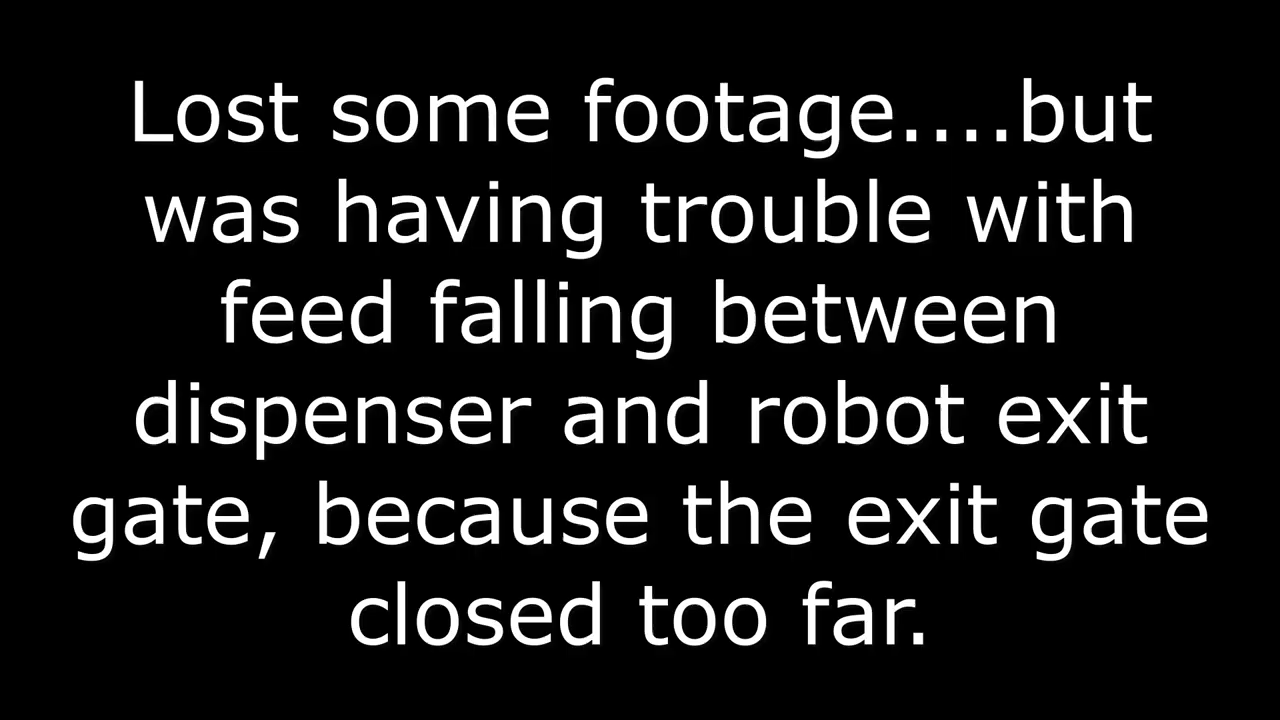 Lost some footage....but
was having trouble with
feed falling between
dispenser and robot exit
gate, because the exit gate
closed too far.